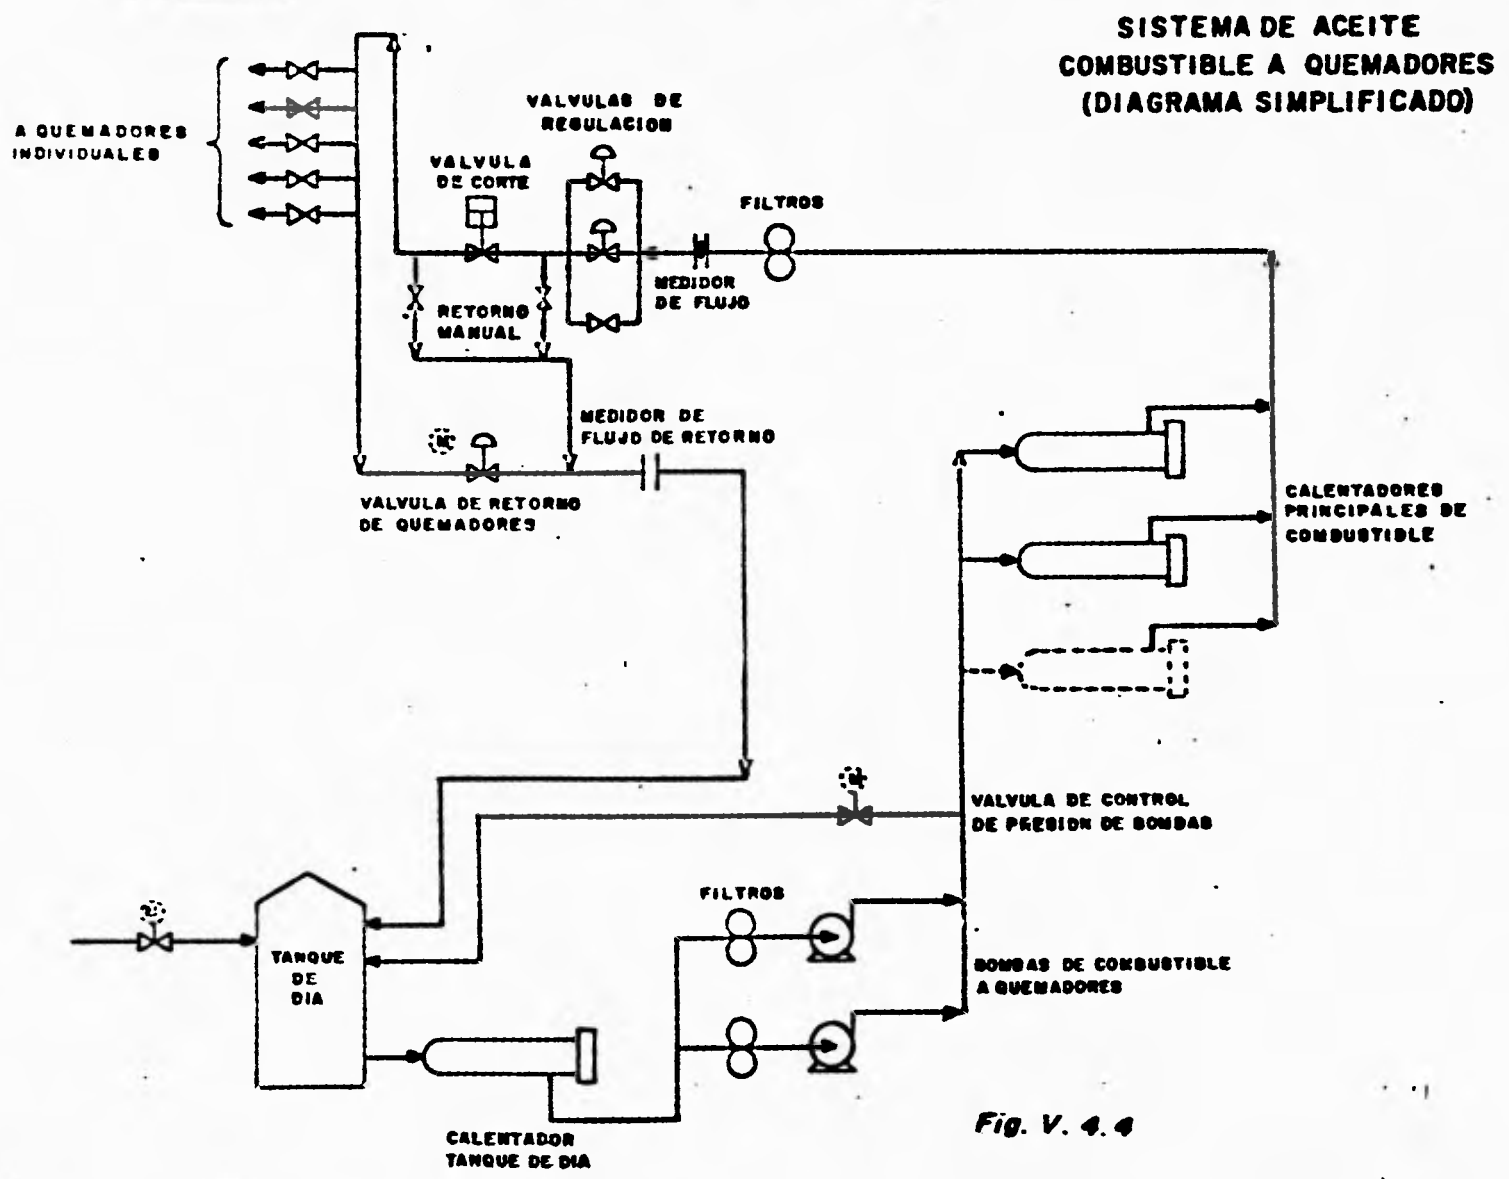 SISTEMA DE ACEITE
COMBUSTIBLE A QUEMADORES
(DIAGRAMA SIMPLIFICADO)
A QUEMADORES
INDIVIDUALES
VALVULAS DE
REGULACION
VALVULA
DE CORTE
FILTROS
MEDIDOR
DE FLUJO
RETORNO
MANUAL
MEDIDOR DE
FLUJO DE RETORNO
M
VALVULA DE RETORNO
DE QUEMADORES
CALENTADORES
PRINCIPALES DE
COMBUSTIBLE
M
VALVULA DE CONTROL
DE PRESION DE BOMBAS
FILTROS
TANQUE
DE
DIA
BOMBAS DE COMBUSTIBLE
A QUEMADORES
CALENTADOR
TANQUE DE DIA
Fig. V. 4.4